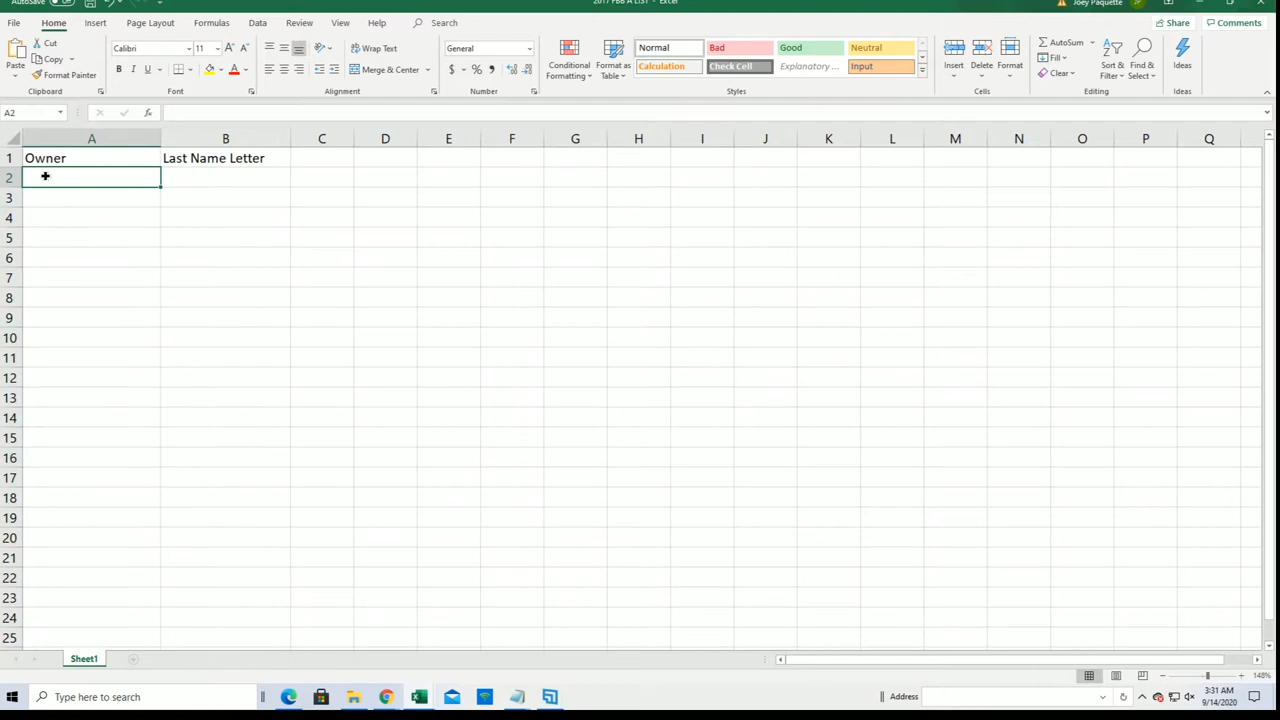 AutoSave Off 2017 FBB A LIST - Excel Joey Paquette JP
File Home Insert Page Layout Formulas Data Review View Help Search Share Comments
Paste Cut Calibri 11 Wrap Text General Conditional Formatting Format as Table Normal Bad Good Neutral Insert Delete Format AutoSum Sort & Filter Find & Select Ideas
Copy Fill
Format Painter B I U Merge & Center $ % Calculation Check Cell Explanatory ... Input Clear
Clipboard Font Alignment Number Styles Cells Editing Ideas
A2 fx
A B C D E F G H I J K L M N O P Q
1 Owner Last Name Letter
2
3
4
5
6
7
8
9
10
11
12
13
14
15
16
17
18
19
20
21
22
23
24
25
Sheet1
148%
Type here to search Address 3:31 AM
9/14/2020